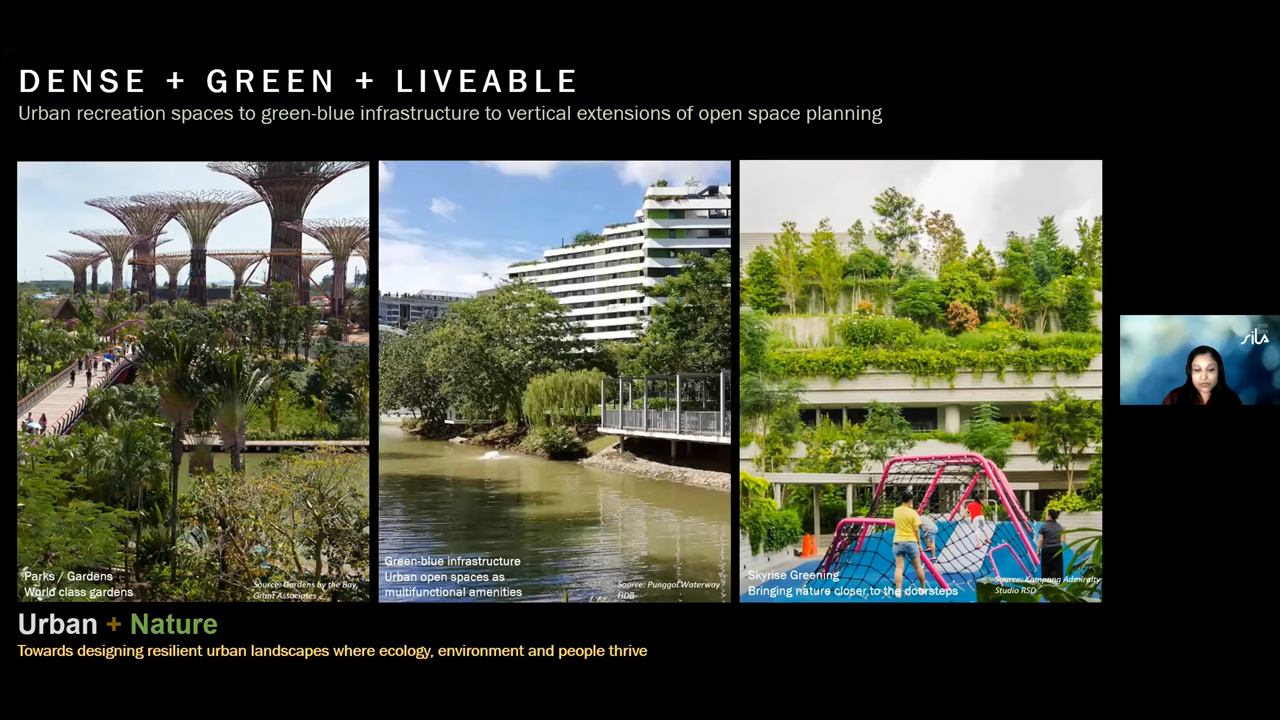 DENSE + GREEN + LIVEABLE
Urban recreation spaces to green-blue infrastructure to vertical extensions of open space planning
Parks / Gardens
World class gardens
Source: Gardens by the Bay,
Grant Associates
Green-blue infrastructure
Urban open spaces as
multifunctional amenities
Source: Punggol Waterway
HDB
Skyrise Greening
Bringing nature closer to the doorsteps
Source: Kampung Admiralty
Studio RSD
sila
Urban + Nature
Towards designing resilient urban landscapes where ecology, environment and people thrive